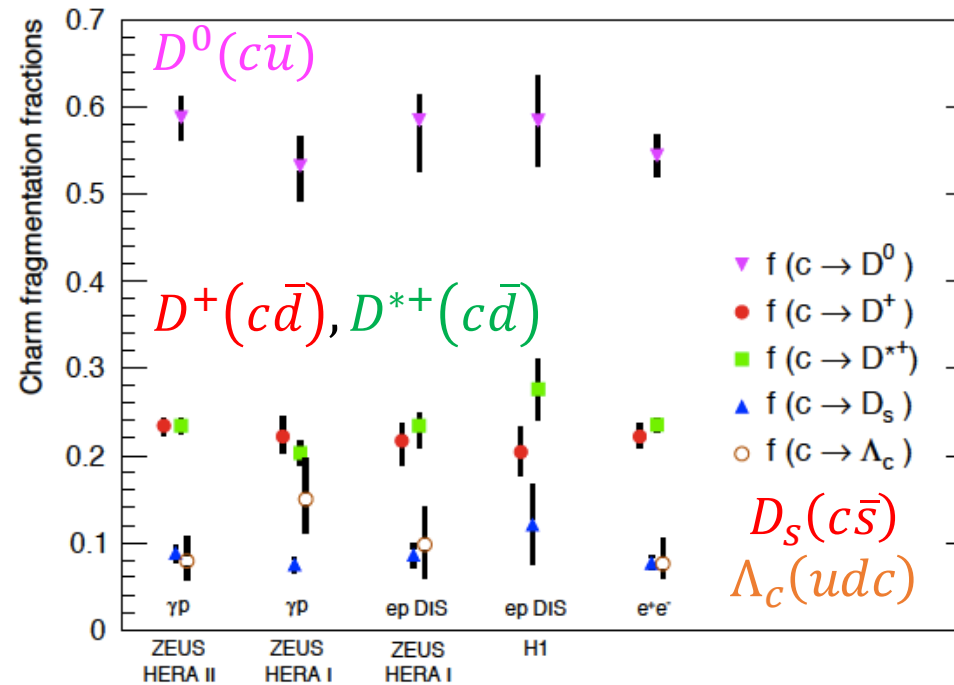 Charm fragmentation fractions
0.7
0.6
0.5
0.4
0.3
0.2
0.1
0
D⁰(cū)
D⁺(cd̄), D*⁺(cd̄)
f (c → D⁰ )
f (c → D⁺ )
f (c → D*⁺)
f (c → Dₛ )
f (c → Λ_c )
Dₛ(cs̄)
Λ_c(udc)
γp
γp
ep DIS
ep DIS
e⁺e⁻
ZEUS
HERA II
ZEUS
HERA I
ZEUS
HERA I
H1